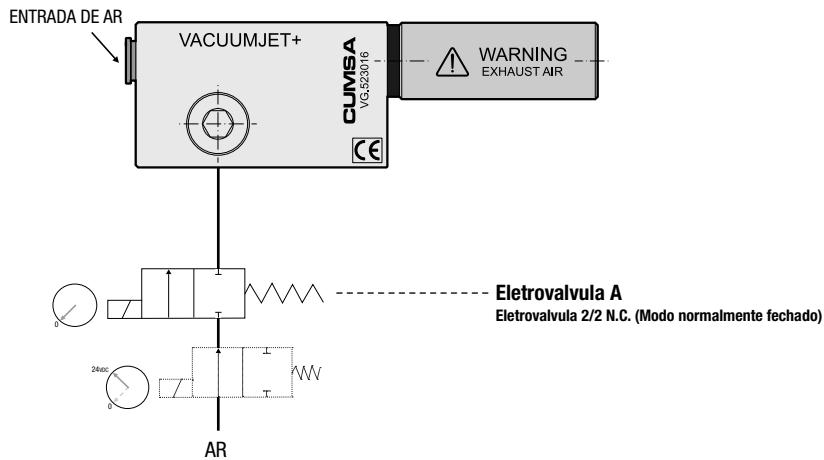 ENTRADA DE AR
VACUUMJET+
CUMSA
VG.523016
CE
WARNING
EXHAUST AIR
0
Eletrovalvula A
Eletrovalvula 2/2 N.C. (Modo normalmente fechado)
24VDC
0
AR